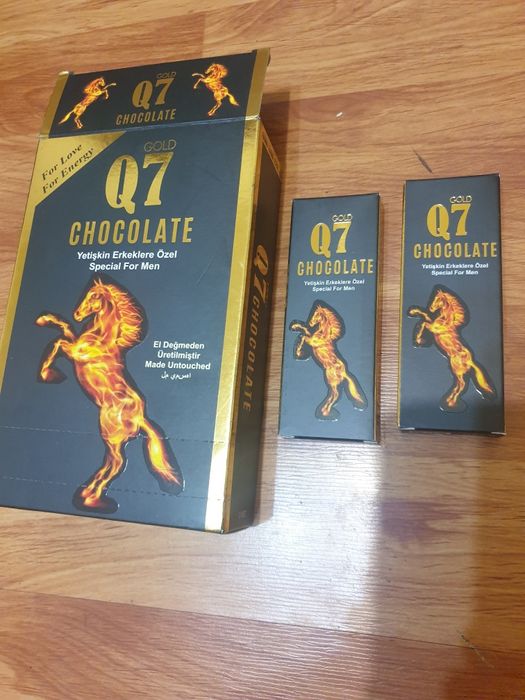 GOLD
Q7
CHOCOLATE
For Love
For Energy
GOLD
Q7
CHOCOLATE
Yetişkin Erkeklere Özel
Special For Men
El Değmeden
Üretilmiştir
Made Untouched
Q7 CHOCOLATE
GOLD
Q7
CHOCOLATE
Yetişkin Erkeklere Özel
Special For Men
GOLD
Q7
CHOCOLATE
Yetişkin Erkeklere Özel
Special For Men